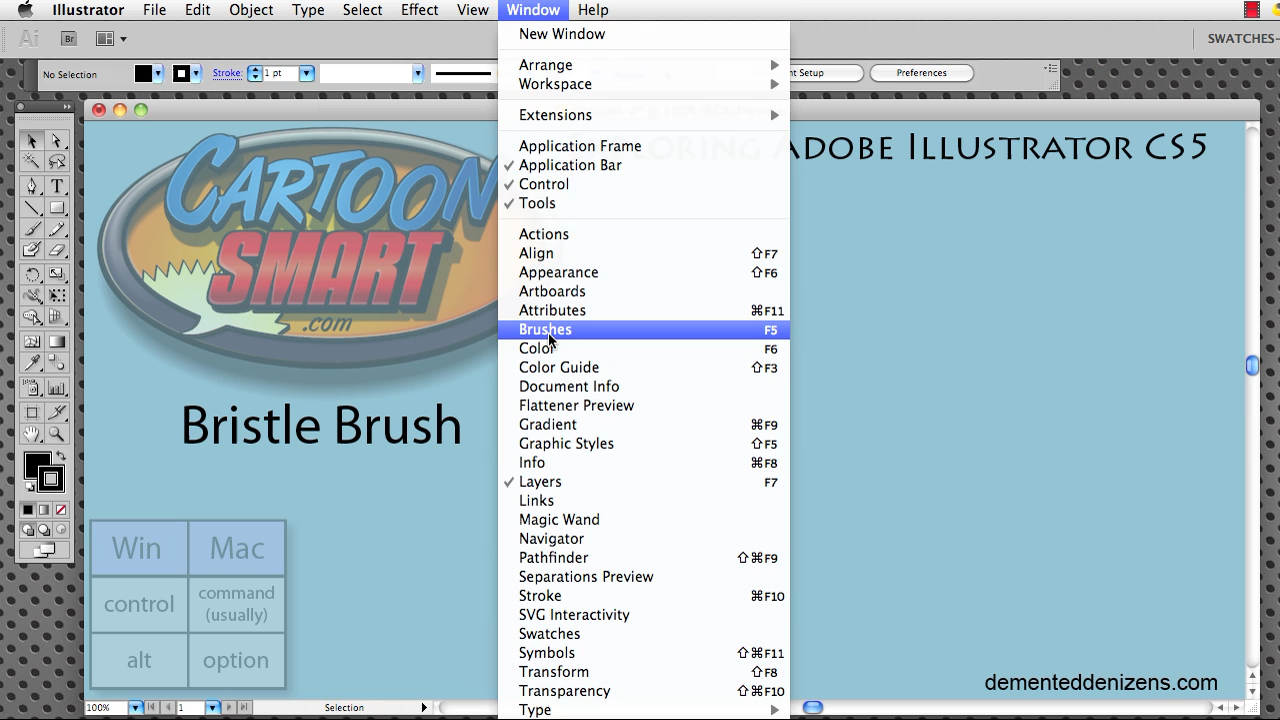 Illustrator File Edit Object Type Select Effect View Window Help
Ai Br SWATCHES-
No Selection Stroke: 1 pt t Setup Preferences
New Window
Arrange
Workspace
Extensions
Application Frame
✓ Application Bar
✓ Control
✓ Tools
Actions
Align ⇧F7
Appearance ⇧F6
Artboards
Attributes ⌘F11
Brushes F5
Color F6
Color Guide ⇧F3
Document Info
Flattener Preview
Gradient ⌘F9
Graphic Styles ⇧F5
Info ⌘F8
✓ Layers F7
Links
Magic Wand
Navigator
Pathfinder ⇧⌘F9
Separations Preview
Stroke ⌘F10
SVG Interactivity
Swatches
Symbols ⇧⌘F11
Transform ⇧F8
Transparency ⇧⌘F10
Type
LORING ADOBE ILLUSTRATOR CS5
CARTOON
SMART
.com
Bristle Brush
Win Mac
control command
(usually)
alt option
dementeddenizens.com
100% 1 Selection